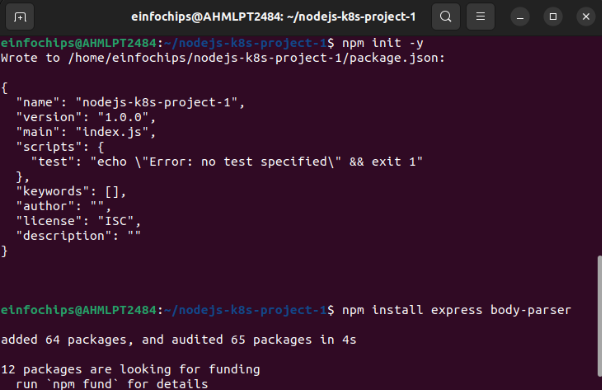 einfochips@AHMLPT2484: ~/nodejs-k8s-project-1
einfochips@AHMLPT2484:~/nodejs-k8s-project-1$ npm init -y
Wrote to /home/einfochips/nodejs-k8s-project-1/package.json:
{
  "name": "nodejs-k8s-project-1",
  "version": "1.0.0",
  "main": "index.js",
  "scripts": {
    "test": "echo \"Error: no test specified\" && exit 1"
  },
  "keywords": [],
  "author": "",
  "license": "ISC",
  "description": ""
}
einfochips@AHMLPT2484:~/nodejs-k8s-project-1$ npm install express body-parser
added 64 packages, and audited 65 packages in 4s
12 packages are looking for funding
  run `npm fund` for details